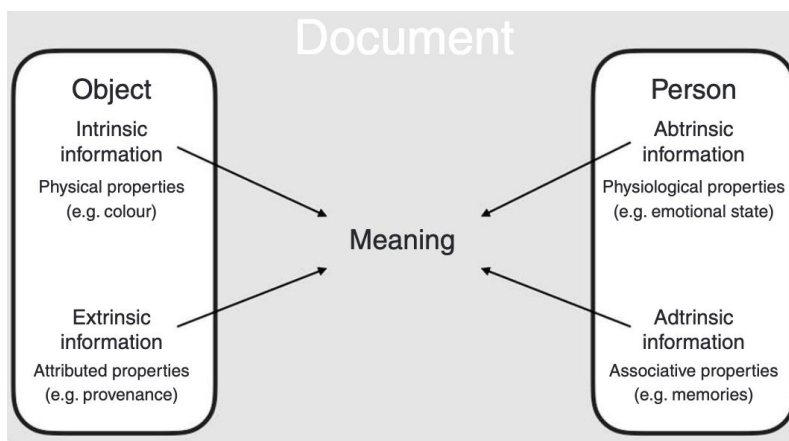 Document
Object
Intrinsic
information
Physical properties
(e.g. colour)
Extrinsic
information
Attributed properties
(e.g. provenance)
Meaning
Person
Abtrinsic
information
Physiological properties
(e.g. emotional state)
Adtrinsic
information
Associative properties
(e.g. memories)